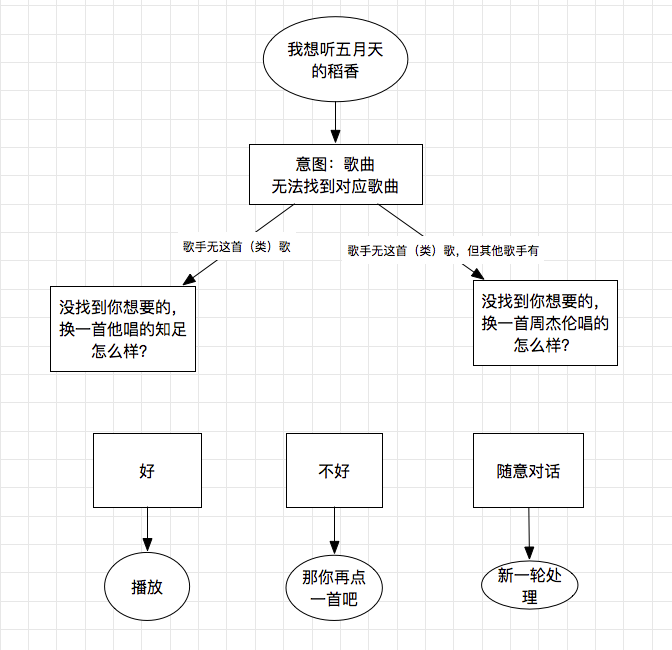 我想听五月天
的稻香
意图：歌曲
无法找到对应歌曲
歌手无这首（类）歌
歌手无这首（类）歌，但其他歌手有
没找到你想要的，
换一首他唱的知足
怎么样?
没找到你想要的，
换一首周杰伦唱的
怎么样?
好
不好
随意对话
播放
那你再点
一首吧
新一轮处
理